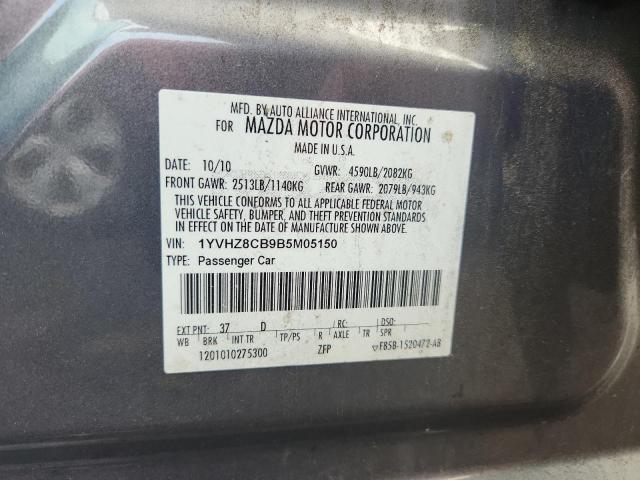 MFD. BY AUTO ALLIANCE INTERNATIONAL, INC.
FOR MAZDA MOTOR CORPORATION
MADE IN U.S.A.
DATE: 10/10 GVWR: 4590LB/2082KG
FRONT GAWR: 2513LB/1140KG REAR GAWR: 2079LB/943KG
THIS VEHICLE CONFORMS TO ALL APPLICABLE FEDERAL MOTOR
VEHICLE SAFETY, BUMPER, AND THEFT PREVENTION STANDARDS
IN EFFECT ON THE DATE OF MANUFACTURE SHOWN ABOVE.
VIN: 1YVHZ8CB9B5M05150
TYPE: Passenger Car
EXT PNT: 37 D RC: DSO:
WB BRK INT TR TP/PS R AXLE TR SPR
1201010275300 ZFP ▽FB5B-1520472-AB